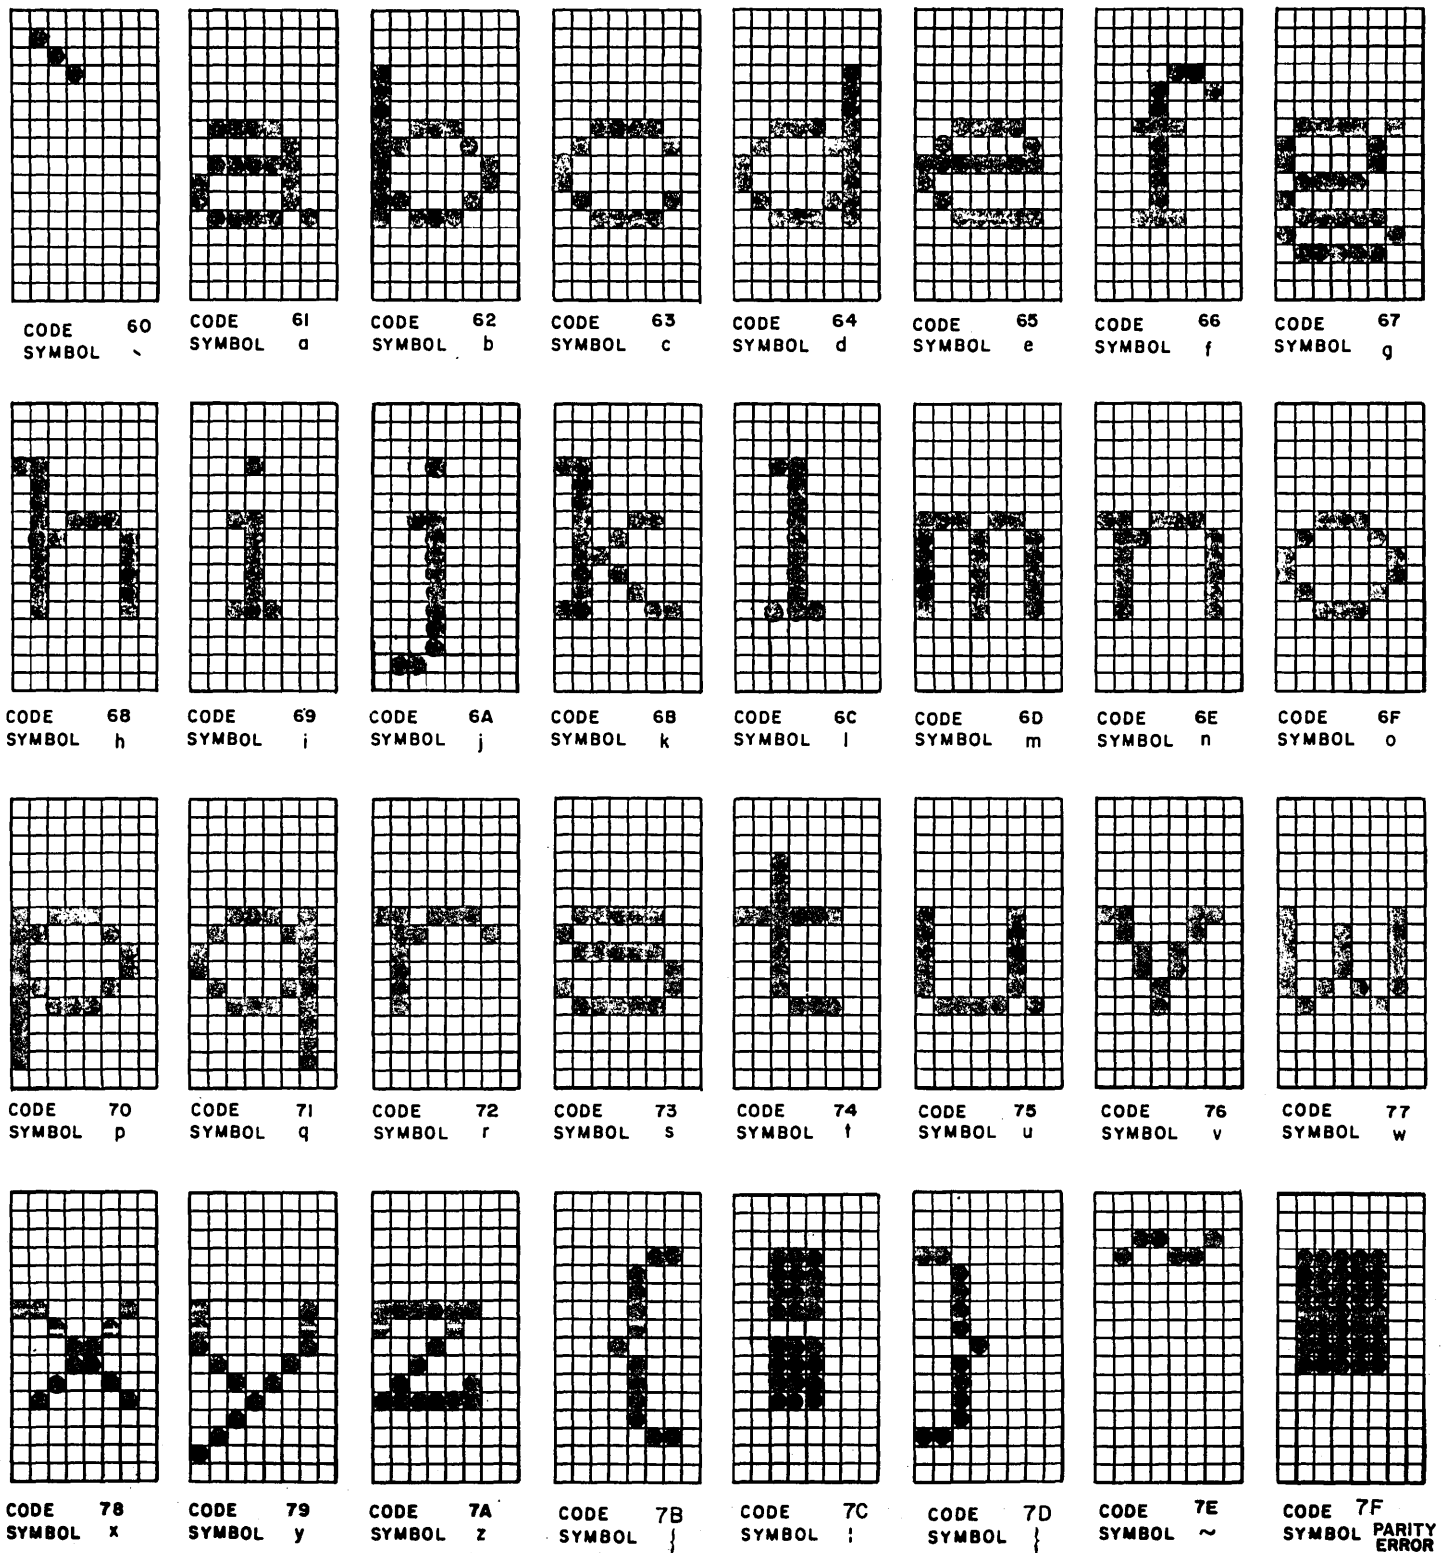 CODE 60 CODE 61 CODE 62 CODE 63 CODE 64 CODE 65 CODE 66 CODE 67
SYMBOL ` SYMBOL a SYMBOL b SYMBOL c SYMBOL d SYMBOL e SYMBOL f SYMBOL g
CODE 68 CODE 69 CODE 6A CODE 6B CODE 6C CODE 6D CODE 6E CODE 6F
SYMBOL h SYMBOL i SYMBOL j SYMBOL k SYMBOL l SYMBOL m SYMBOL n SYMBOL o
CODE 70 CODE 71 CODE 72 CODE 73 CODE 74 CODE 75 CODE 76 CODE 77
SYMBOL p SYMBOL q SYMBOL r SYMBOL s SYMBOL t SYMBOL u SYMBOL v SYMBOL w
CODE 78 CODE 79 CODE 7A CODE 7B CODE 7C CODE 7D CODE 7E CODE 7F
SYMBOL x SYMBOL y SYMBOL z SYMBOL { SYMBOL ¦ SYMBOL } SYMBOL ~ SYMBOL PARITY
ERROR